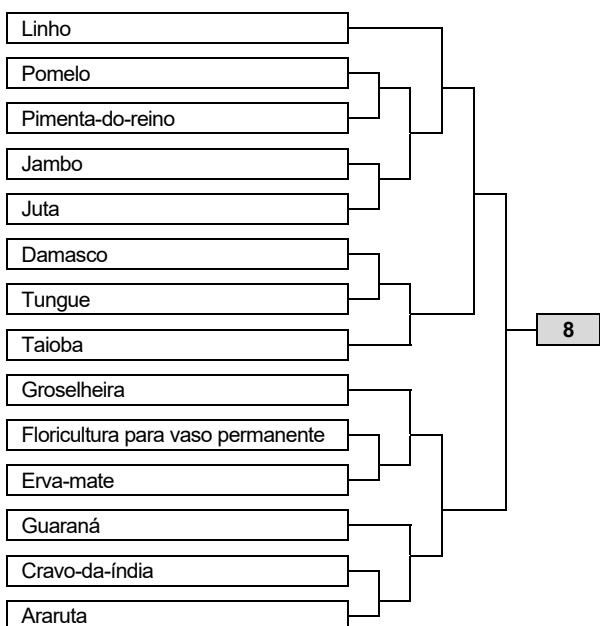 Linho
Pomelo
Pimenta-do-reino
Jambo
Juta
Damasco
Tungue
8
Taioba
Groselheira
Floricultura para vaso permanente
Erva-mate
Guaraná
Cravo-da-índia
Araruta